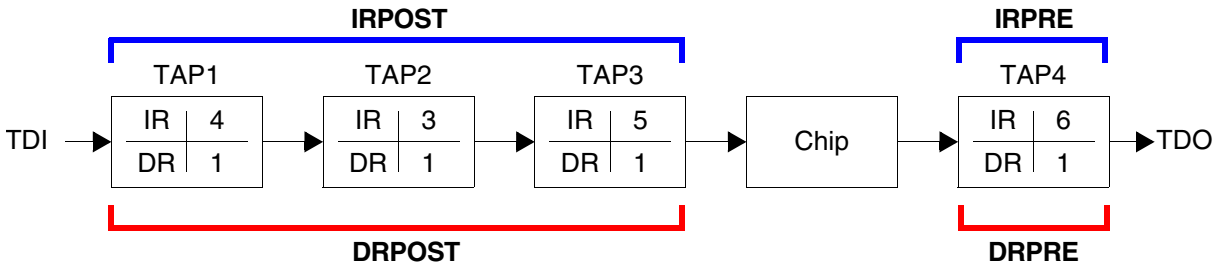 IRPOST IRPRE
TAP1 TAP2 TAP3 TAP4
TDI IR 4 IR 3 IR 5 Chip IR 6 TDO
DR 1 DR 1 DR 1 DR 1
DRPOST DRPRE